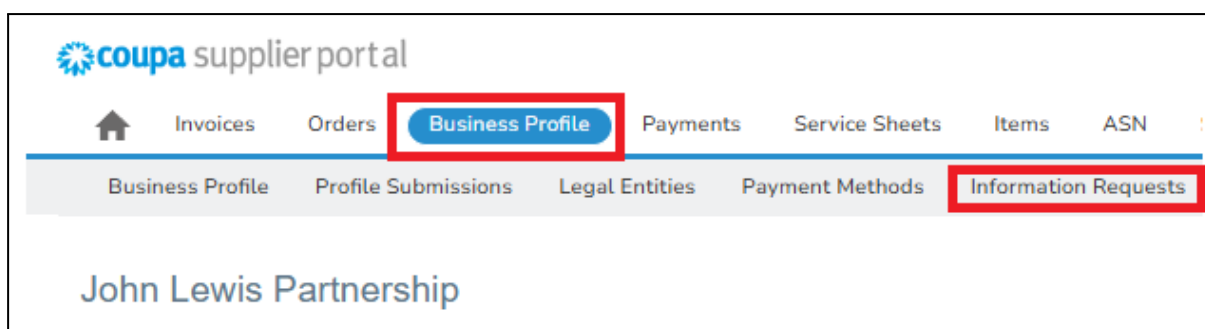 coupa supplier portal
Invoices Orders Business Profile Payments Service Sheets Items ASN
Business Profile Profile Submissions Legal Entities Payment Methods Information Requests
John Lewis Partnership